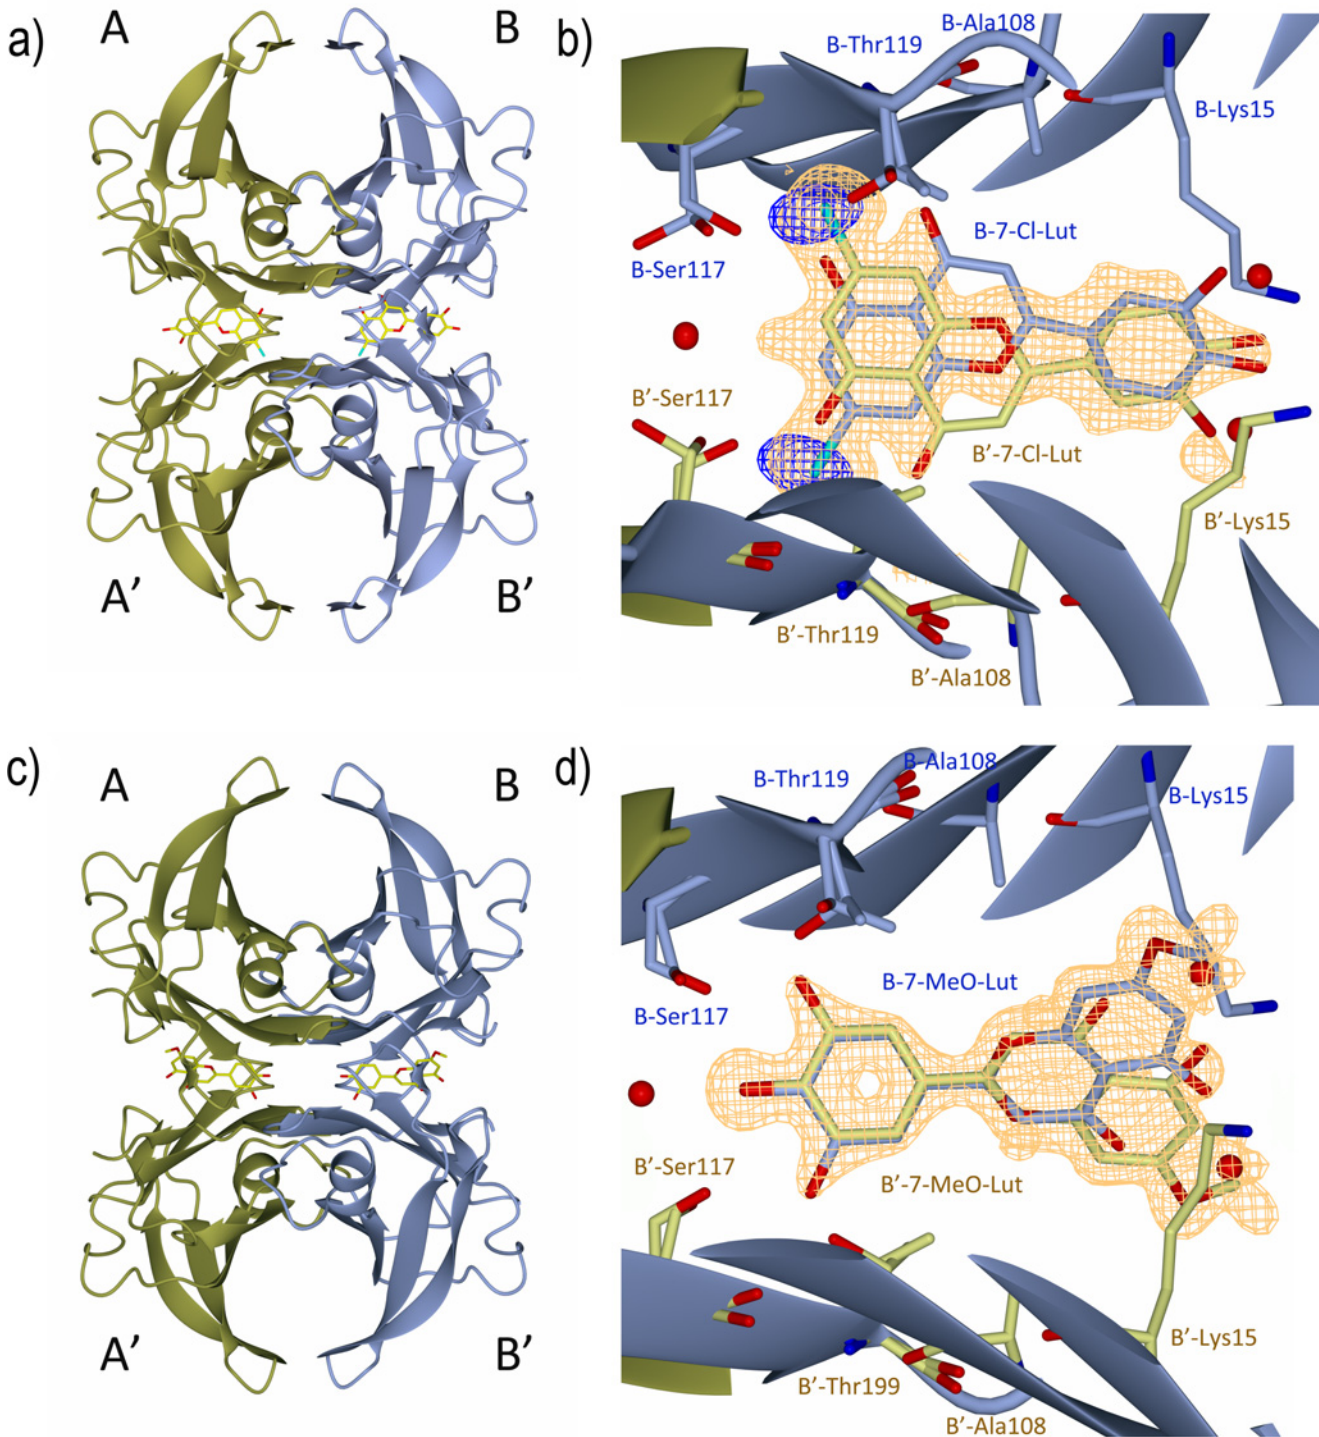 a)
A
B
A'
B'
b)
B-Ala108
B-Thr119
B-Lys15
B-7-Cl-Lut
B-Ser117
B'-Ser117
B'-7-Cl-Lut
B'-Lys15
B'-Thr119
B'-Ala108
c)
A
B
A'
B'
d)
B-Ala108
B-Thr119
B-Lys15
B-7-MeO-Lut
B-Ser117
B'-Ser117
B'-7-MeO-Lut
B'-Lys15
B'-Thr199
B'-Ala108